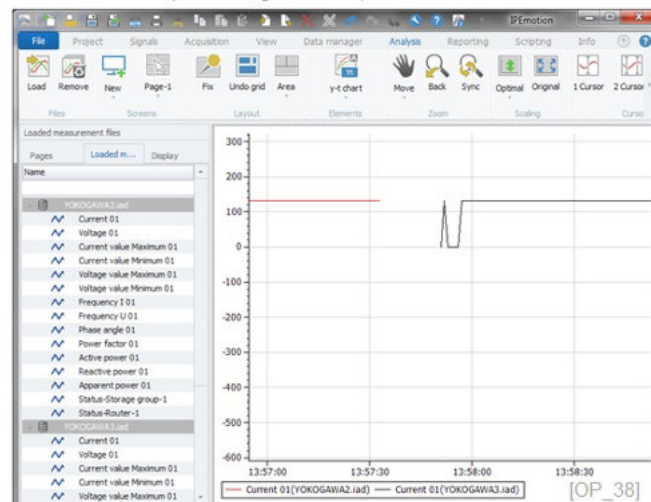 IPEmotion
File Project Signals Acquisition View Data manager Analysis Reporting Scripting Info
Load Remove New Page-1 Fix Undo grid Area y-t chart Move Back Sync Optimal Original 1 Cursor 2 Cursor
Files Screens Layout Elements Zoom Scaling Curso
Loaded measurement files
Pages Loaded m... Display
Name
YOKOGAWA2.iad
Current 01
Voltage 01
Current value Maximum 01
Current value Minimum 01
Voltage value Maximum 01
Voltage value Minimum 01
Frequency I 01
Frequency U 01
Phase angle 01
Power factor 01
Active power 01
Reactive power 01
Apparent power 01
Status-Storage group-1
Status-Router-1
YOKOGAWA3.iad
Current 01
Voltage 01
Current value Maximum 01
Current value Minimum 01
Voltage value Maximum 01
300
200
100
0
-100
-200
-300
-400
-500
-600
13:57:00 13:57:30 13:58:00 13:58:30
Current 01(YOKOGAWA2.iad) Current 01(YOKOGAWA3.iad)
[OP_38]